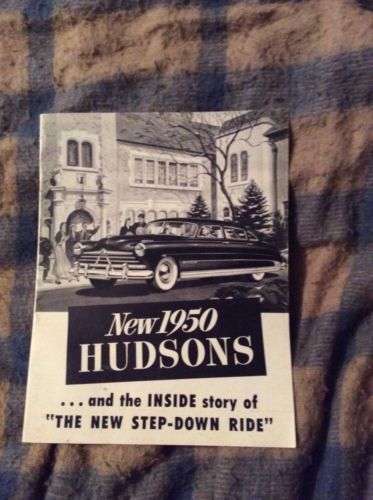 New 1950
HUDSONS
...and the INSIDE story of
"THE NEW STEP-DOWN RIDE"